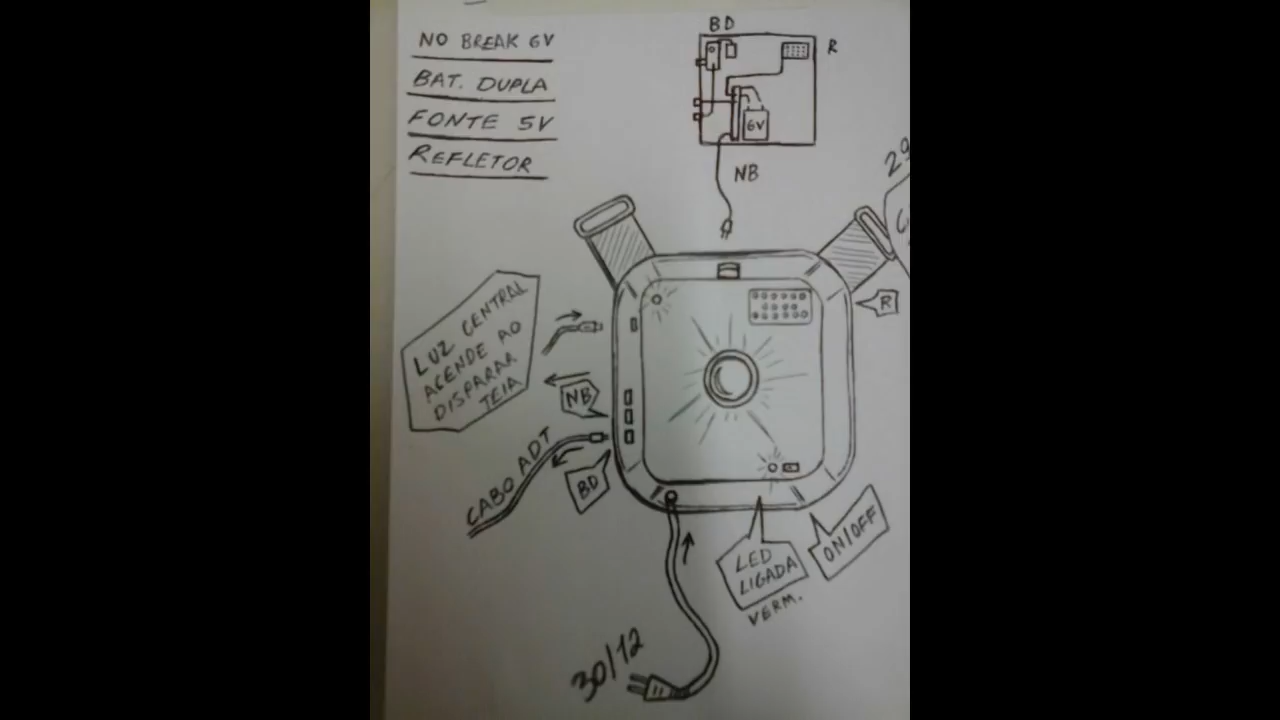 NO BREAK 6V
BAT. DUPLA
FONTE 5V
REFLETOR
BD
R
6V
NB
29
R
LUZ CENTRAL
ACENDE AO
DISPARAR
TEIA
NB
CABO ADT
BD
LED
LIGADA
VERM.
ON/OFF
30/12